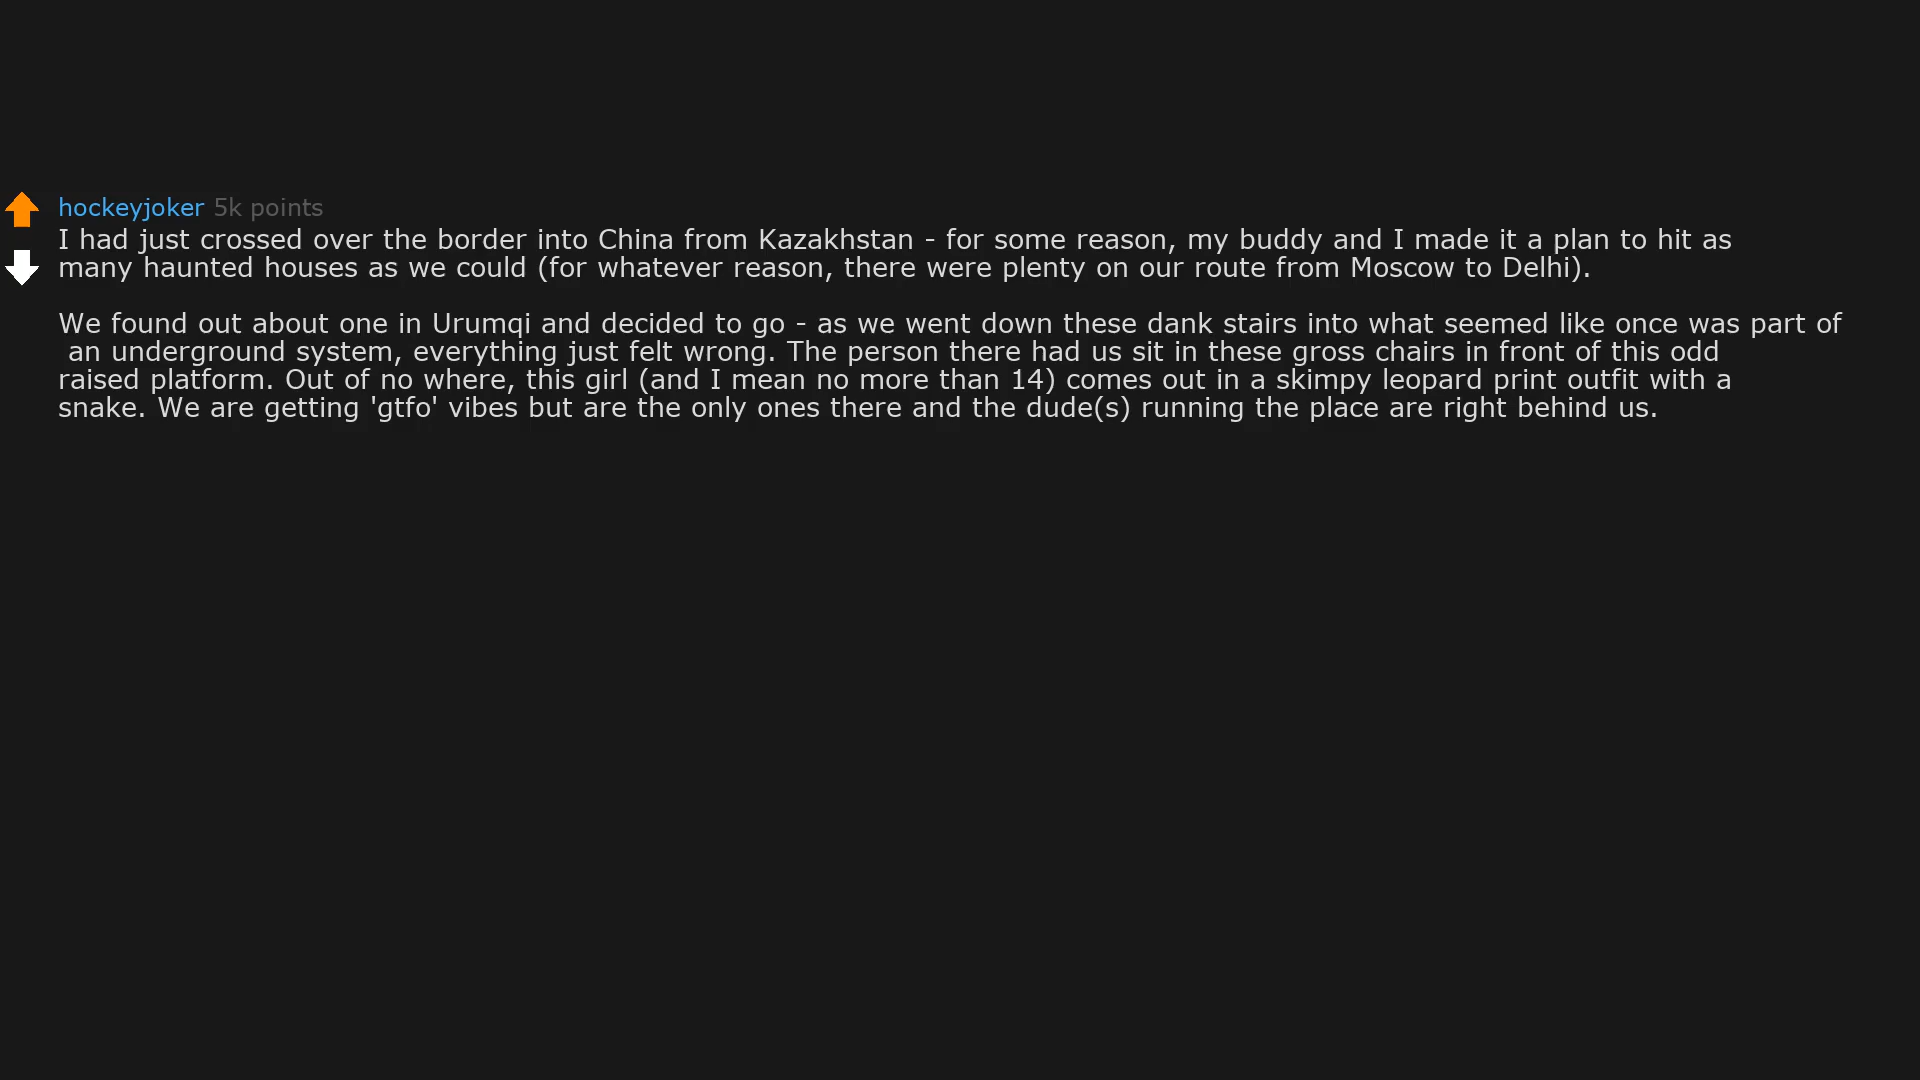 hockeyjoker 5k points
I had just crossed over the border into China from Kazakhstan - for some reason, my buddy and I made it a plan to hit as
many haunted houses as we could (for whatever reason, there were plenty on our route from Moscow to Delhi).
We found out about one in Urumqi and decided to go - as we went down these dank stairs into what seemed like once was part of
an underground system, everything just felt wrong. The person there had us sit in these gross chairs in front of this odd
raised platform. Out of no where, this girl (and I mean no more than 14) comes out in a skimpy leopard print outfit with a
snake. We are getting 'gtfo' vibes but are the only ones there and the dude(s) running the place are right behind us.